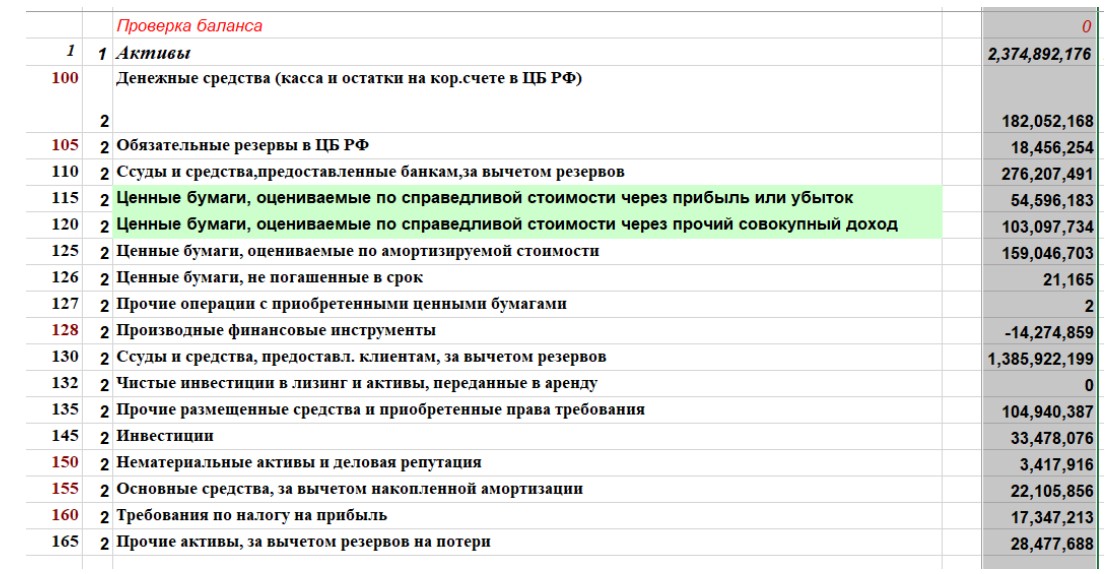 Проверка баланса 0
1 1 Активы 2,374,892,176
100 Денежные средства (касса и остатки на кор.счете в ЦБ РФ)
2 182,052,168
105 2 Обязательные резервы в ЦБ РФ 18,456,254
110 2 Ссуды и средства,предоставленные банкам,за вычетом резервов 276,207,491
115 2 Ценные бумаги, оцениваемые по справедливой стоимости через прибыль или убыток 54,596,183
120 2 Ценные бумаги, оцениваемые по справедливой стоимости через прочий совокупный доход 103,097,734
125 2 Ценные бумаги, оцениваемые по амортизируемой стоимости 159,046,703
126 2 Ценные бумаги, не погашенные в срок 21,165
127 2 Прочие операции с приобретенными ценными бумагами 2
128 2 Производные финансовые инструменты -14,274,859
130 2 Ссуды и средства, предоставл. клиентам, за вычетом резервов 1,385,922,199
132 2 Чистые инвестиции в лизинг и активы, переданные в аренду 0
135 2 Прочие размещенные средства и приобретенные права требования 104,940,387
145 2 Инвестиции 33,478,076
150 2 Нематериальные активы и деловая репутация 3,417,916
155 2 Основные средства, за вычетом накопленной амортизации 22,105,856
160 2 Требования по налогу на прибыль 17,347,213
165 2 Прочие активы, за вычетом резервов на потери 28,477,688